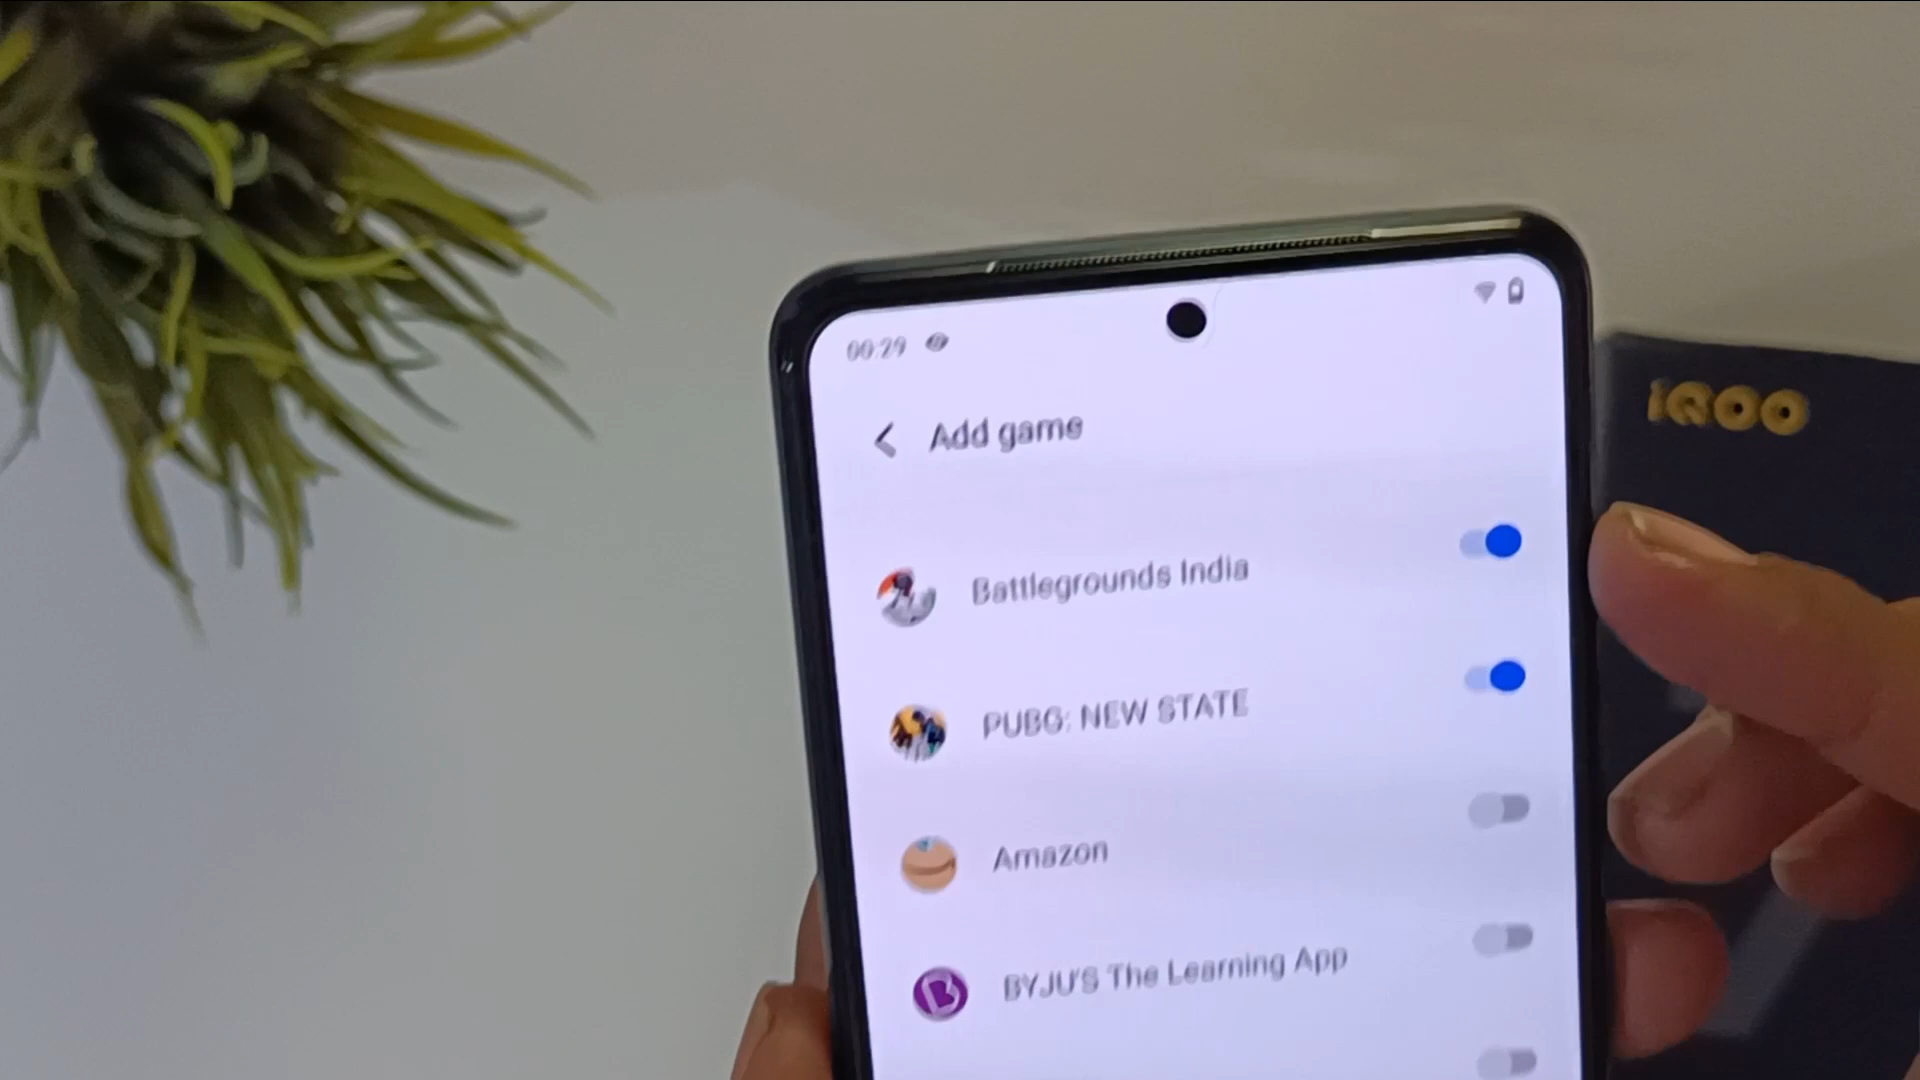 00:29
Add game
iQOO
Battlegrounds India
PUBG: NEW STATE
Amazon
BYJU'S The Learning App